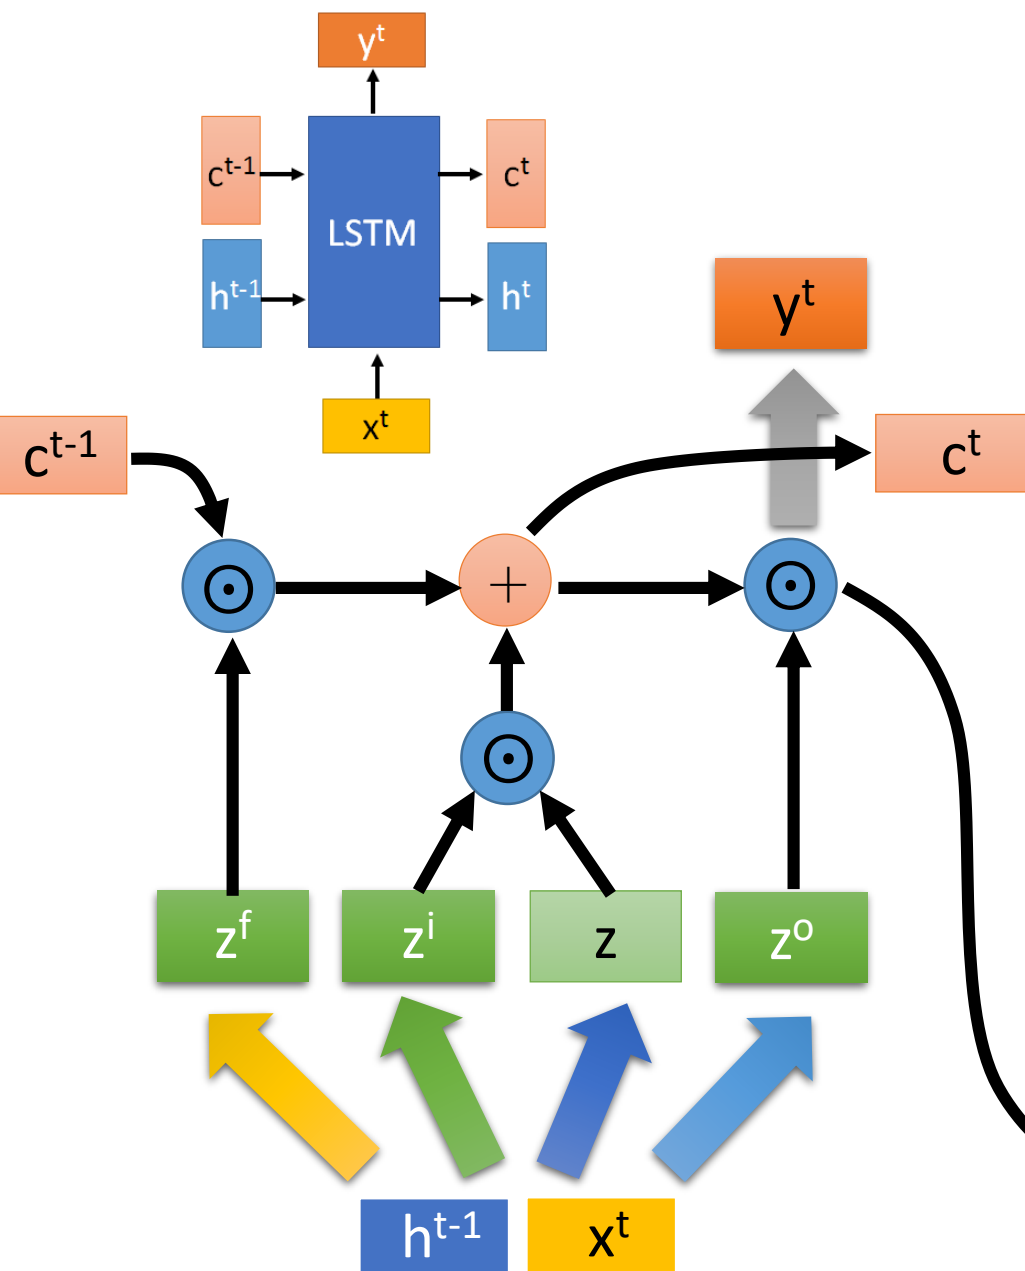 yᵗ
cᵗ⁻¹
cᵗ
LSTM
hᵗ⁻¹
hᵗ
xᵗ
yᵗ
cᵗ⁻¹
cᵗ
⊙
+
⊙
⊙
zᶠ
zⁱ
z
zᵒ
hᵗ⁻¹
xᵗ